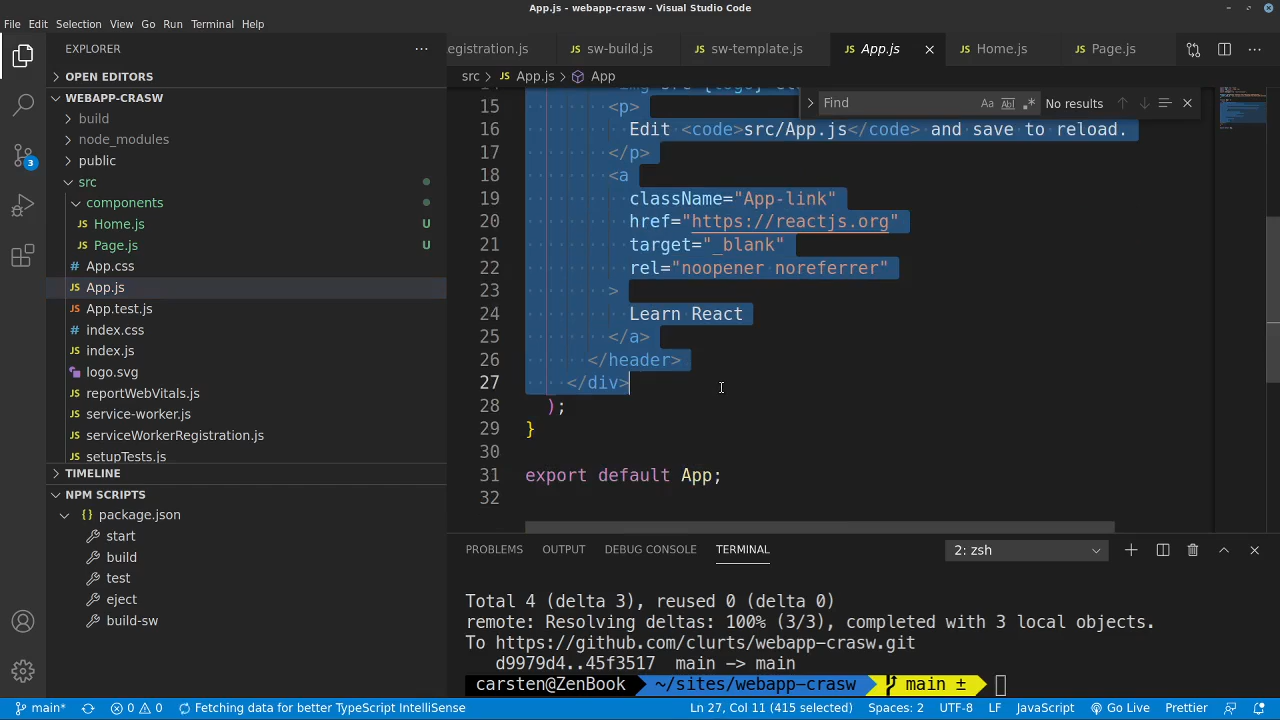 App.js - webapp-crasw - Visual Studio Code
File Edit Selection View Go Run Terminal Help
EXPLORER
egistration.js sw-build.js sw-template.js App.js Home.js Page.js
OPEN EDITORS
src > App.js > App
WEBAPP-CRASW
build
node_modules
public
src
components
Home.js U
Page.js U
App.css
App.js
App.test.js
index.css
index.js
logo.svg
reportWebVitals.js
service-worker.js
serviceWorkerRegistration.js
setupTests.js
TIMELINE
NPM SCRIPTS
package.json
start
build
test
eject
build-sw
3
Find
Aa Ab| .* No results
15 <p>
16 Edit <code>src/App.js</code> and save to reload.
17 </p>
18 <a
19 className="App-link"
20 href="https://reactjs.org"
21 target="_blank"
22 rel="noopener noreferrer"
23 >
24 Learn React
25 </a>
26 </header>
27 </div>
28 );
29 }
30
31 export default App;
32
PROBLEMS OUTPUT DEBUG CONSOLE TERMINAL 2: zsh
Total 4 (delta 3), reused 0 (delta 0)
remote: Resolving deltas: 100% (3/3), completed with 3 local objects.
To https://github.com/clurts/webapp-crasw.git
d9979d4..45f3517 main -> main
carsten@ZenBook ~/sites/webapp-crasw main ±
main* 0 0 Fetching data for better TypeScript IntelliSense Ln 27, Col 11 (415 selected) Spaces: 2 UTF-8 LF JavaScript Go Live Prettier